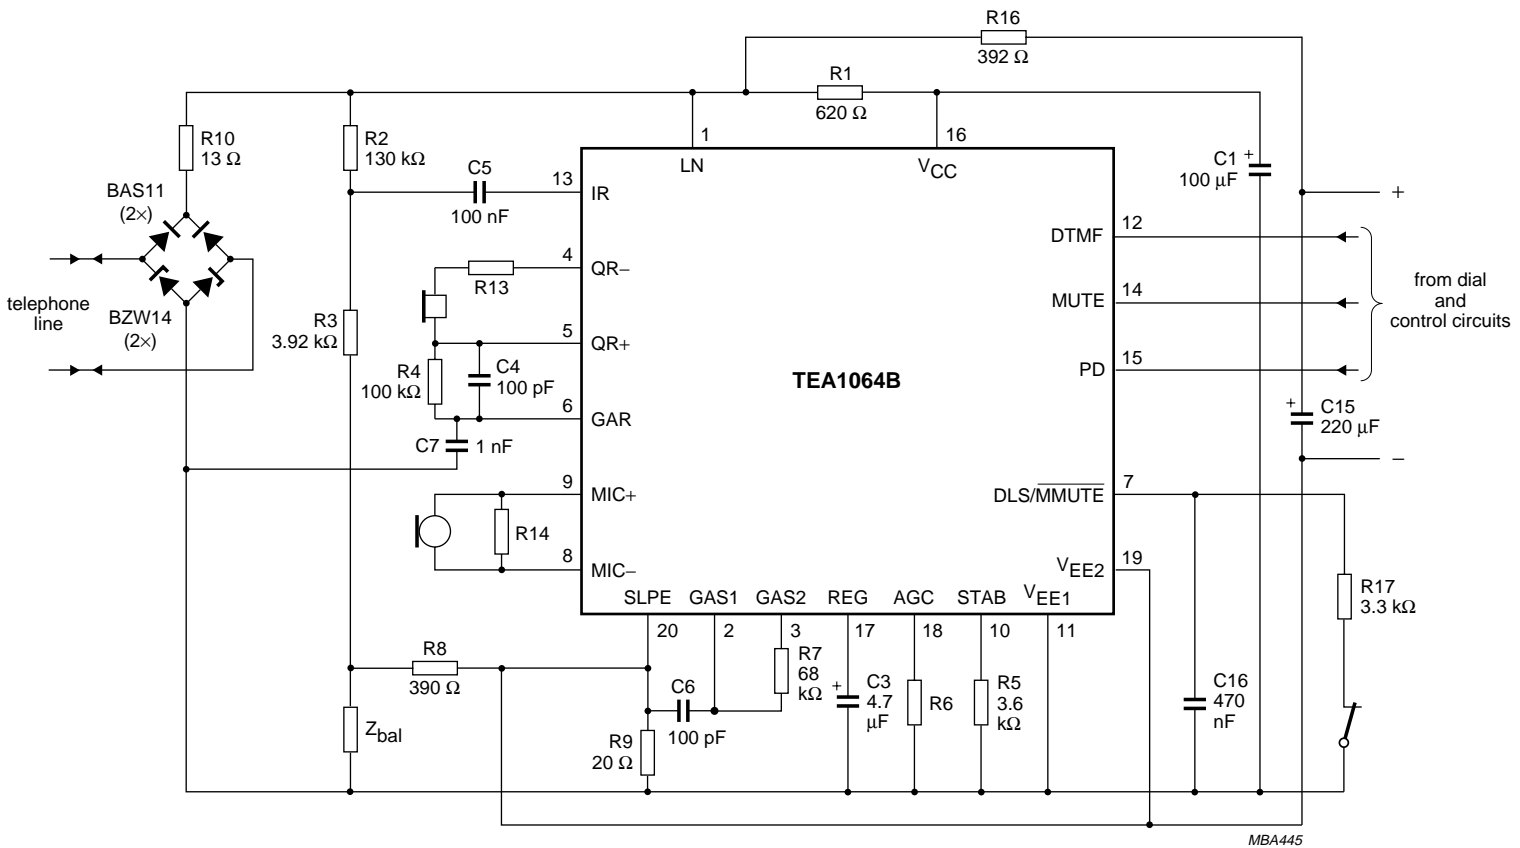 R16
392 Ω
R1
620 Ω
R10
13 Ω
R2
130 kΩ
1
16
LN
VCC
C1 +
100 μF
BAS11
(2×)
C5
100 nF
13
IR
+
DTMF
12
4
QR−
R13
telephone
line
BZW14
(2×)
R3
3.92 kΩ
MUTE
14
from dial
and
control circuits
5
QR+
R4
100 kΩ
C4
100 pF
TEA1064B
PD
15
6
GAR
C7
1 nF
+
C15
220 μF
−
9
MIC+
R14
8
MIC−
DLS/MMUTE
7
VEE2
19
R17
3.3 kΩ
SLPE
GAS1
GAS2
REG
AGC
STAB
VEE1
20
2
3
17
18
10
11
R8
390 Ω
R7
68
kΩ
C6
100 pF
+
C3
4.7
μF
R6
R5
3.6
kΩ
C16
470
nF
Zbal
R9
20 Ω
MBA445